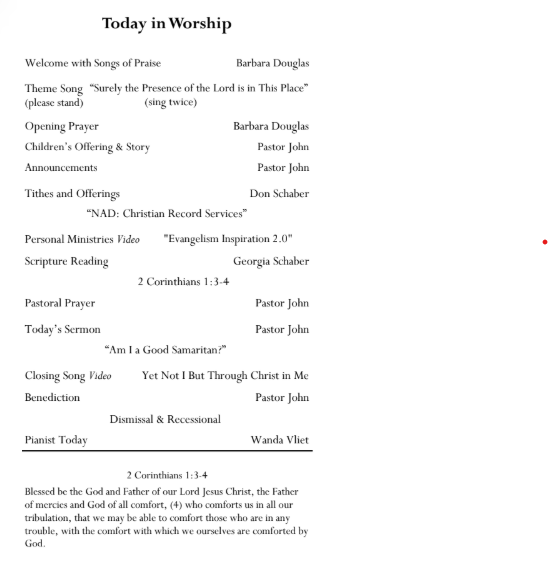 Today in Worship
Welcome with Songs of Praise Barbara Douglas
Theme Song “Surely the Presence of the Lord is in This Place”
(please stand) (sing twice)
Opening Prayer Barbara Douglas
Children’s Offering & Story Pastor John
Announcements Pastor John
Tithes and Offerings Don Schaber
“NAD: Christian Record Services”
Personal Ministries Video "Evangelism Inspiration 2.0"
Scripture Reading Georgia Schaber
2 Corinthians 1:3-4
Pastoral Prayer Pastor John
Today’s Sermon Pastor John
“Am I a Good Samaritan?”
Closing Song Video Yet Not I But Through Christ in Me
Benediction Pastor John
Dismissal & Recessional
Pianist Today Wanda Vliet
2 Corinthians 1:3-4
Blessed be the God and Father of our Lord Jesus Christ, the Father
of mercies and God of all comfort, (4) who comforts us in all our
tribulation, that we may be able to comfort those who are in any
trouble, with the comfort with which we ourselves are comforted by
God.